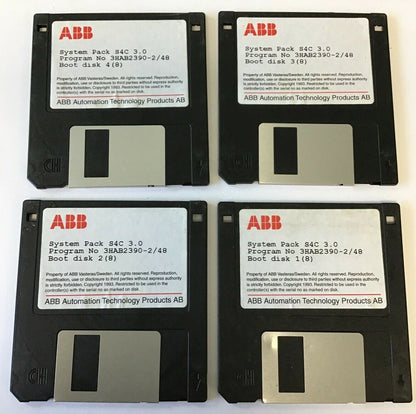 ABB
System Pack S4C 3.0
Program No 3HAB2390-2/48
Boot disk 4(8)
Property of ABB Vasteras/Sweden. All rights reserved. Reproduction,
modification, use or disclosure to third parties without express authority
is strictly forbidden. Copyright 1993. Restricted to be used in the
controller(s) with the serial no as marked on disk.
ABB Automation Technology Products AB
ABB
System Pack S4C 3.0
Program No 3HAB2390-2/48
Boot disk 3(8)
Property of ABB Vasteras/Sweden. All rights reserved. Reproduction,
modification, use or disclosure to third parties without express authority
is strictly forbidden. Copyright 1993. Restricted to be used in the
controller(s) with the serial no as marked on disk.
ABB Automation Technology Products AB
ABB
System Pack S4C 3.0
Program No 3HAB2390-2/48
Boot disk 2(8)
Property of ABB Vasteras/Sweden. All rights reserved. Reproduction,
modification, use or disclosure to third parties without express authority
is strictly forbidden. Copyright 1993. Restricted to be used in the
controller(s) with the serial no as marked on disk.
ABB Automation Technology Products AB
ABB
System Pack S4C 3.0
Program No 3HAB2390-2/48
Boot disk 1(8)
Property of ABB Vasteras/Sweden. All rights reserved. Reproduction,
modification, use or disclosure to third parties without express authority
is strictly forbidden. Copyright 1993. Restricted to be used in the
controller(s) with the serial no as marked on disk.
ABB Automation Technology Products AB